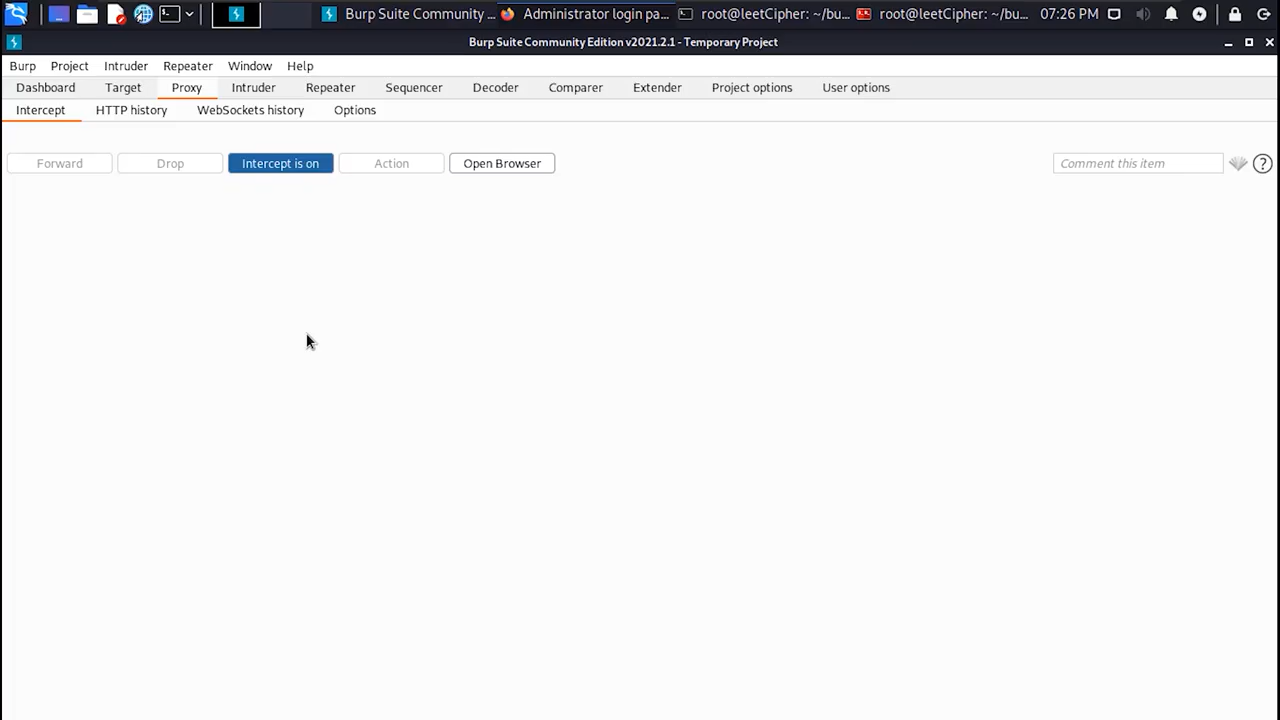 Burp Suite Community ... Administrator login pa... root@leetCipher: ~/bu... root@leetCipher: ~/bu... 07:26 PM
Burp Suite Community Edition v2021.2.1 - Temporary Project
Burp Project Intruder Repeater Window Help
Dashboard Target Proxy Intruder Repeater Sequencer Decoder Comparer Extender Project options User options
Intercept HTTP history WebSockets history Options
Forward Drop Intercept is on Action Open Browser Comment this item ?